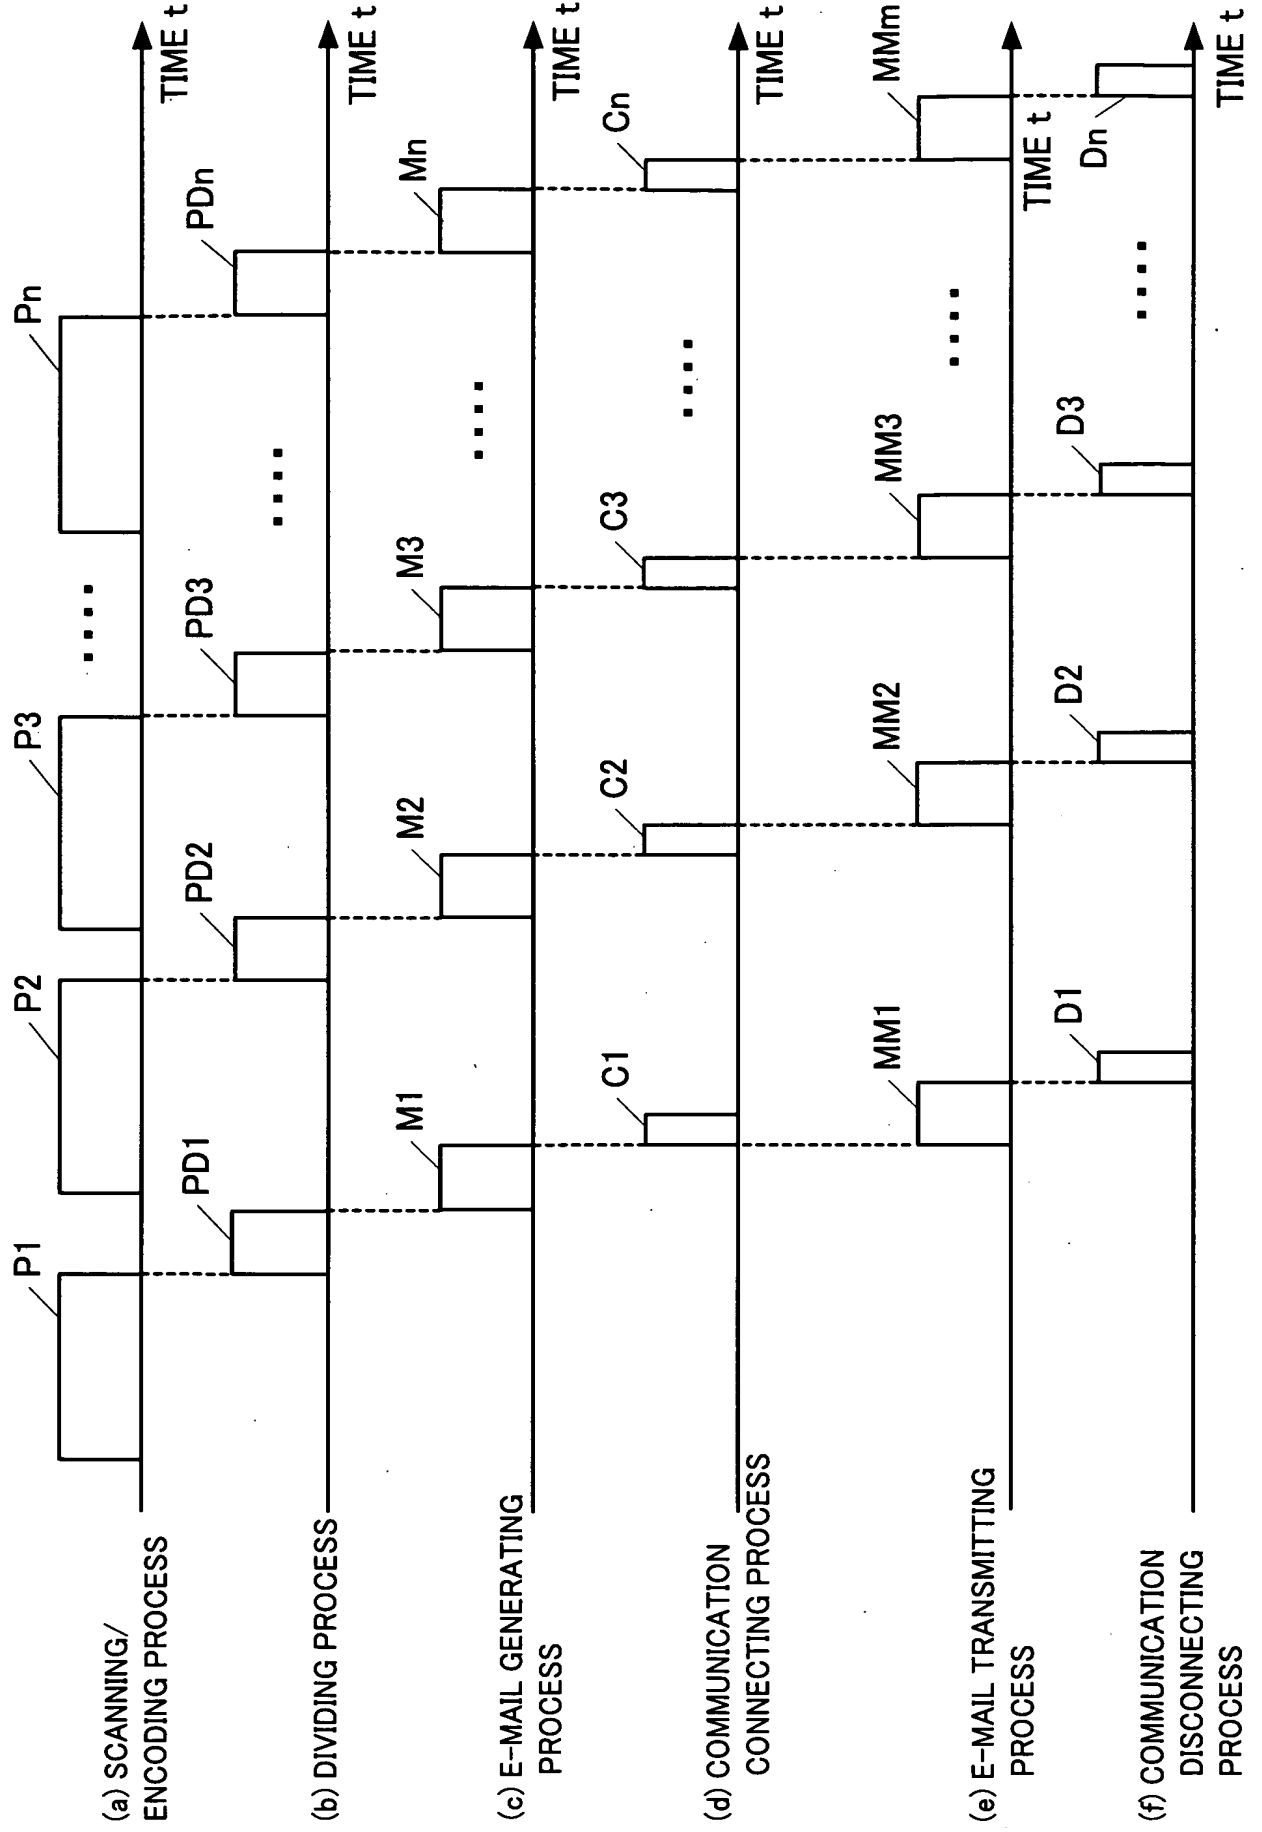 (a) SCANNING/
ENCODING PROCESS
P1
P2
P3
Pn
TIME t
(b) DIVIDING PROCESS
PD1
PD2
PD3
PDn
TIME t
(c) E-MAIL GENERATING
PROCESS
M1
M2
M3
Mn
TIME t
(d) COMMUNICATION
CONNECTING PROCESS
C1
C2
C3
Cn
TIME t
(e) E-MAIL TRANSMITTING
PROCESS
MM1
MM2
MM3
MMm
TIME t
(f) COMMUNICATION
DISCONNECTING
PROCESS
D1
D2
D3
Dn
TIME t